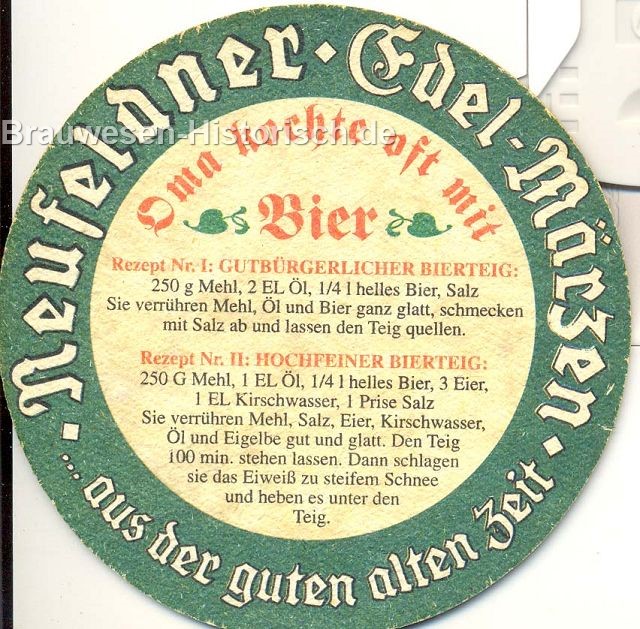 Neufeldner · Edel-Märzen ·
... aus der guten alten Zeit ·
Brauwesen-Historisch.de
Oma kochte oft mit
Bier
Rezept Nr. I: GUTBÜRGERLICHER BIERTEIG:
250 g Mehl, 2 EL Öl, 1/4 l helles Bier, Salz
Sie verrühren Mehl, Öl und Bier ganz glatt, schmecken
mit Salz ab und lassen den Teig quellen.
Rezept Nr. II: HOCHFEINER BIERTEIG:
250 G Mehl, 1 EL Öl, 1/4 l helles Bier, 3 Eier,
1 EL Kirschwasser, 1 Prise Salz
Sie verrühren Mehl, Salz, Eier, Kirschwasser,
Öl und Eigelbe gut und glatt. Den Teig
100 min. stehen lassen. Dann schlagen
sie das Eiweiß zu steifem Schnee
und heben es unter den
Teig.